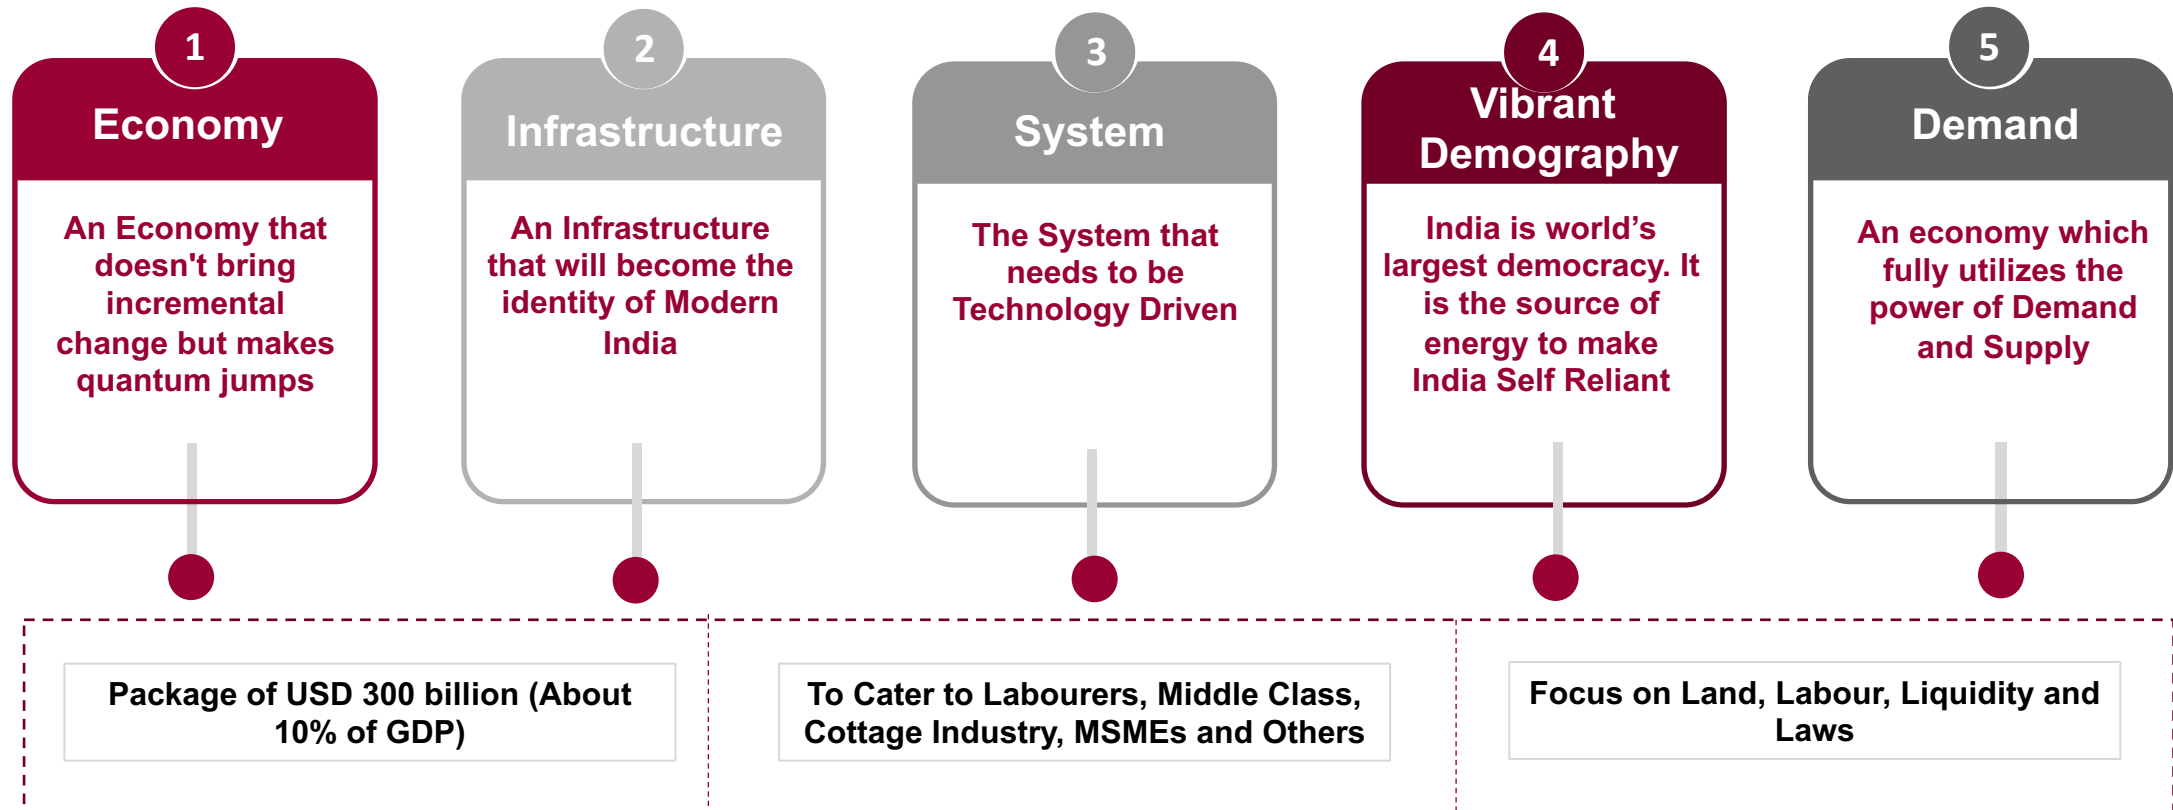 1
Economy
An Economy that
doesn't bring
incremental
change but makes
quantum jumps
2
Infrastructure
An Infrastructure
that will become the
identity of Modern
India
3
System
The System that
needs to be
Technology Driven
4
Vibrant
Demography
India is world’s
largest democracy. It
is the source of
energy to make
India Self Reliant
5
Demand
An economy which
fully utilizes the
power of Demand
and Supply
Package of USD 300 billion (About
10% of GDP)
To Cater to Labourers, Middle Class,
Cottage Industry, MSMEs and Others
Focus on Land, Labour, Liquidity and
Laws